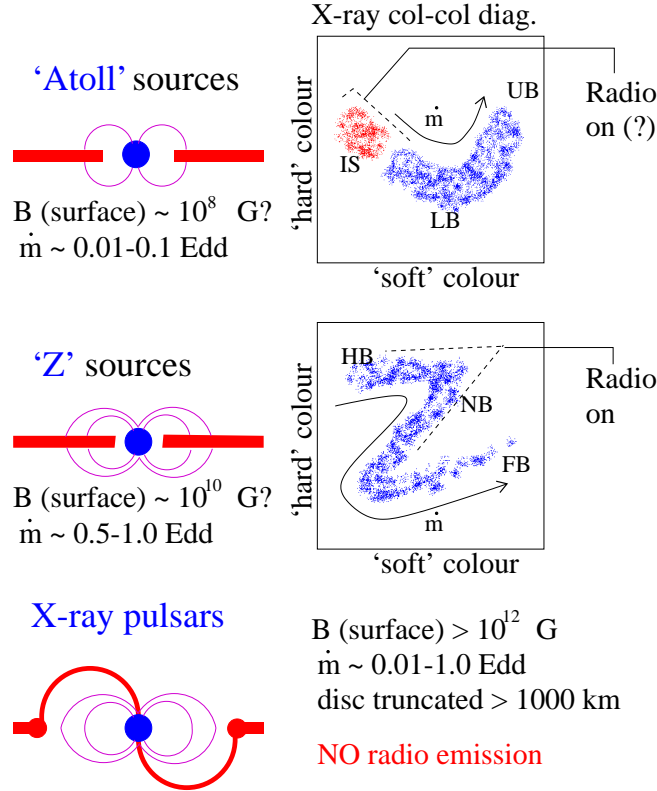 X-ray col-col diag.
‘Atoll’ sources
B (surface) ~ 10⁸ G?
ṁ ~ 0.01-0.1 Edd
‘hard’ colour
IS
LB
UB
ṁ
‘soft’ colour
Radio
on (?)
‘Z’ sources
B (surface) ~ 10¹⁰ G?
ṁ ~ 0.5-1.0 Edd
‘hard’ colour
HB
NB
FB
ṁ
‘soft’ colour
Radio
on
X-ray pulsars
B (surface) > 10¹² G
ṁ ~ 0.01-1.0 Edd
disc truncated > 1000 km
NO radio emission